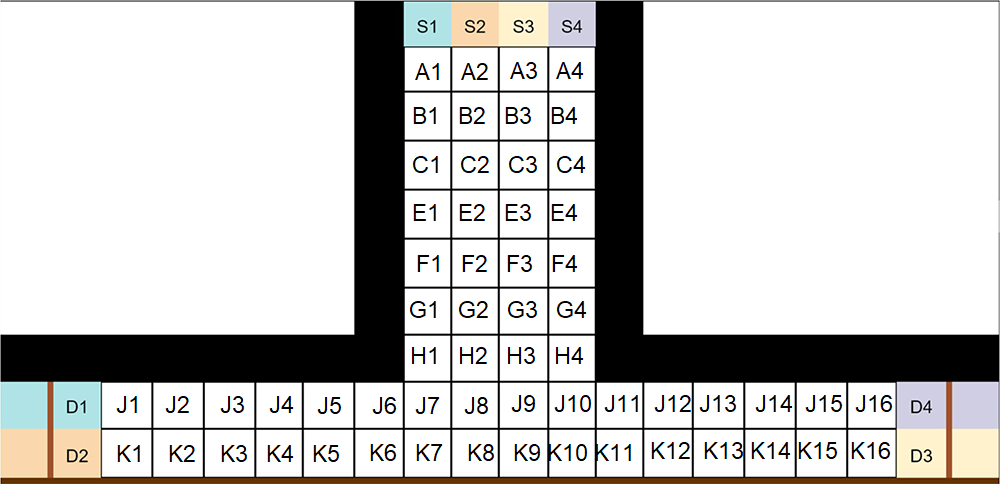 S1 S2 S3 S4
A1 A2 A3 A4
B1 B2 B3 B4
C1 C2 C3 C4
E1 E2 E3 E4
F1 F2 F3 F4
G1 G2 G3 G4
H1 H2 H3 H4
D1 J1 J2 J3 J4 J5 J6 J7 J8 J9 J10 J11 J12 J13 J14 J15 J16 D4
D2 K1 K2 K3 K4 K5 K6 K7 K8 K9 K10 K11 K12 K13 K14 K15 K16 D3